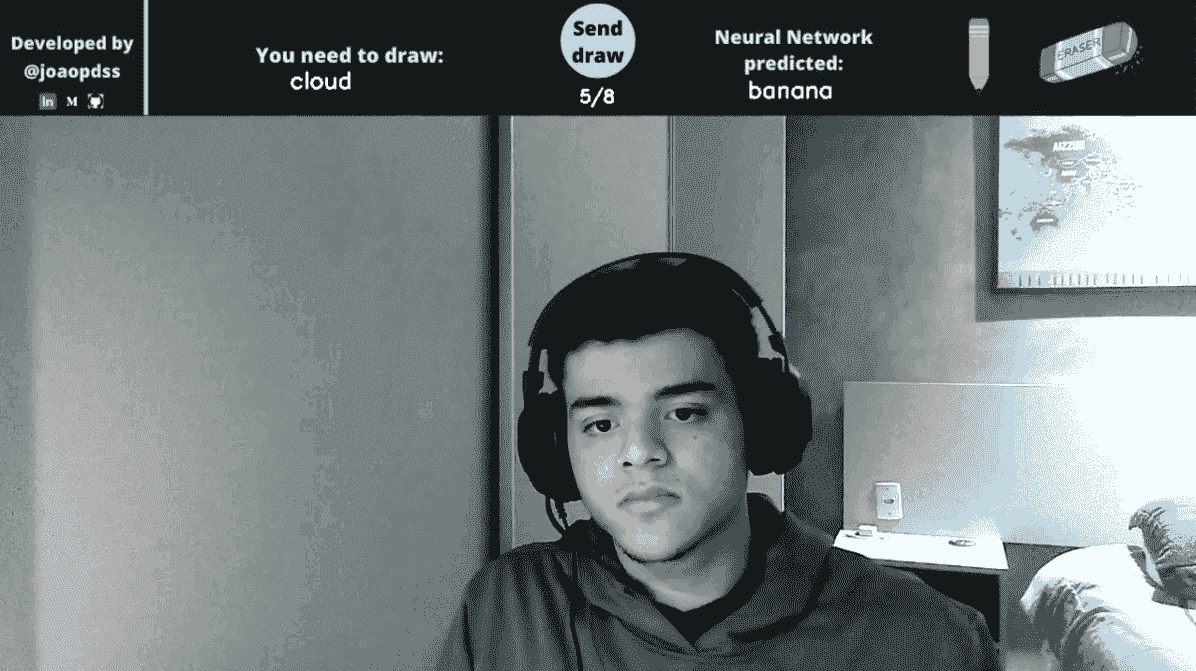 Developed by
@joaopdss
in M
You need to draw:
cloud
Send
draw
5/8
Neural Network
predicted:
banana
ERASER